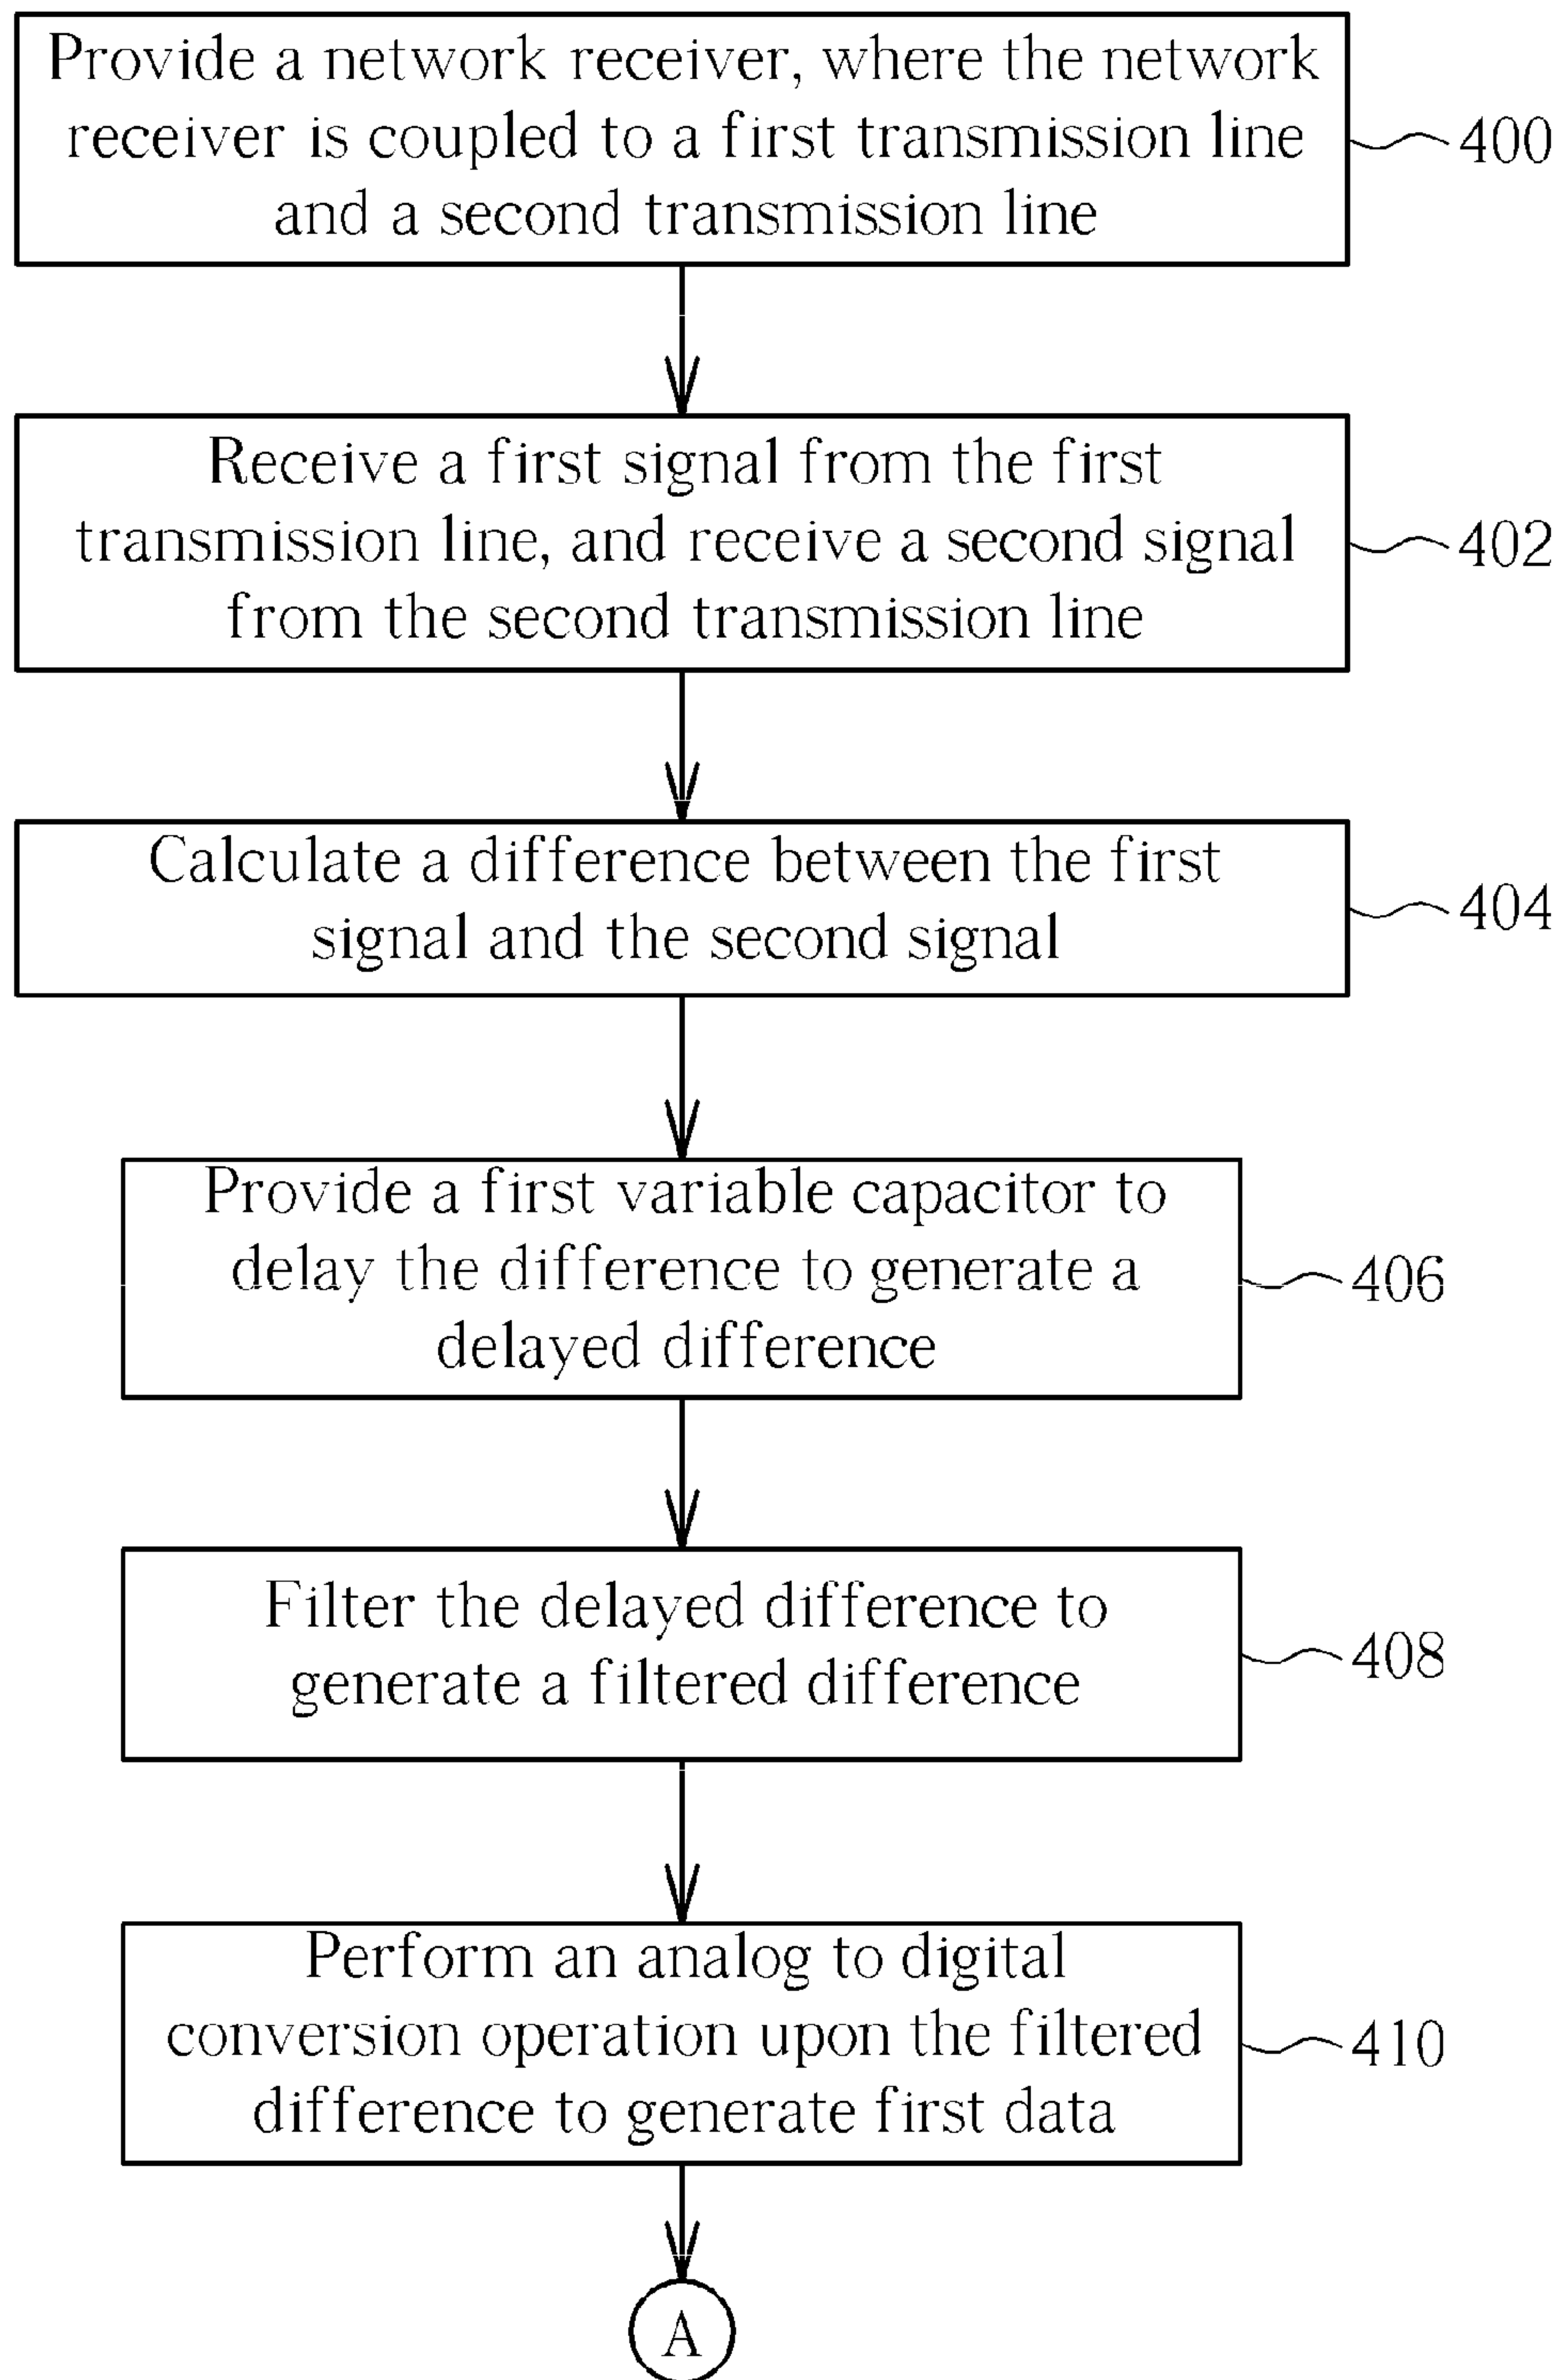 Provide a network receiver, where the network
receiver is coupled to a first transmission line
and a second transmission line
400
Receive a first signal from the first
transmission line, and receive a second signal
from the second transmission line
402
Calculate a difference between the first
signal and the second signal
404
Provide a first variable capacitor to
delay the difference to generate a
delayed difference
406
Filter the delayed difference to
generate a filtered difference
408
Perform an analog to digital
conversion operation upon the filtered
difference to generate first data
410
A